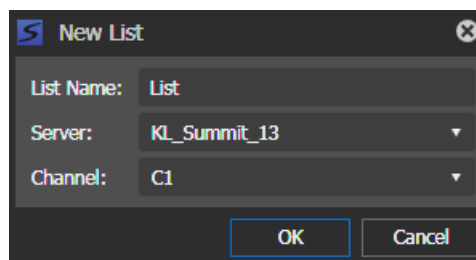 New List
List Name: List
Server: KL_Summit_13
Channel: C1
OK Cancel